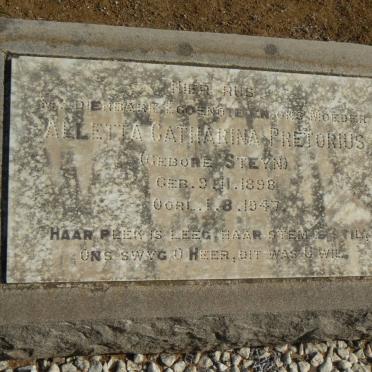 HIER RUS
MY DIERBARE EGGENOTE EN ONS MOEDER
ALLETTA CATHARINA PRETORIUS
(GEBORE STEYN)
GEB. 9.11.1898
OORL. 1.8.1947
HAAR PLEK IS LEEG, HAAR STEM IS STIL,
ONS SWYG O HEER, DIT WAS U WIL.